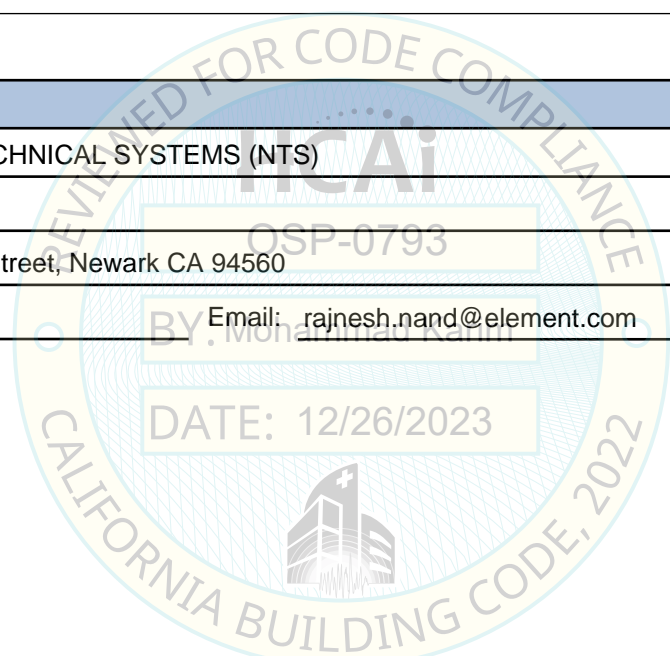 REVIEWED FOR CODE COMPLIANCE
HCAi
CHNICAL SYSTEMS (NTS)
OSP-0793
treet, Newark CA 94560
Email: rajnesh.nand@element.com
BY: Mohammad Karim
DATE: 12/26/2023
CALIFORNIA BUILDING CODE, 2022